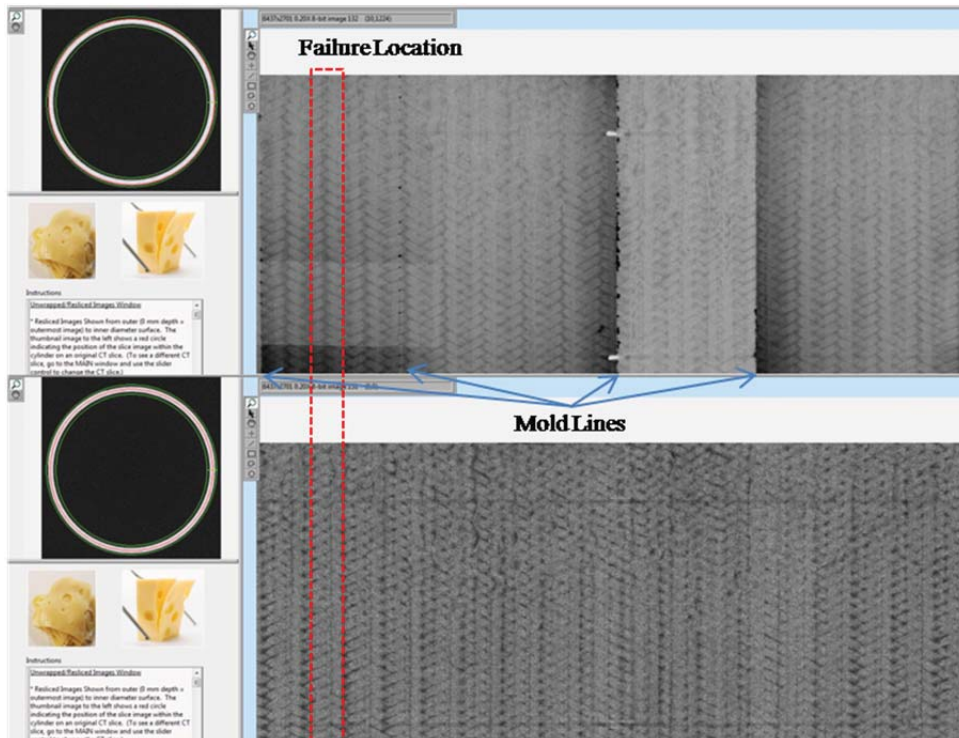 Failure Location
Instructions
Unwrapped/Resliced Images Window
* Resliced Images Shown from outer (0 mm depth =
outermost image) to inner diameter surface. The
thumbnail image to the left shows a red circle
indicating the position of the slice image within the
cylinder on an original CT slice. (To see a different CT
slice, go to the MAIN window and use the slider
control to change the CT slice.)
Mold Lines
Instructions
Unwrapped/Resliced Images Window
* Resliced Images Shown from outer (0 mm depth =
outermost image) to inner diameter surface. The
thumbnail image to the left shows a red circle
indicating the position of the slice image within the
cylinder on an original CT slice. (To see a different CT
slice, go to the MAIN window and use the slider